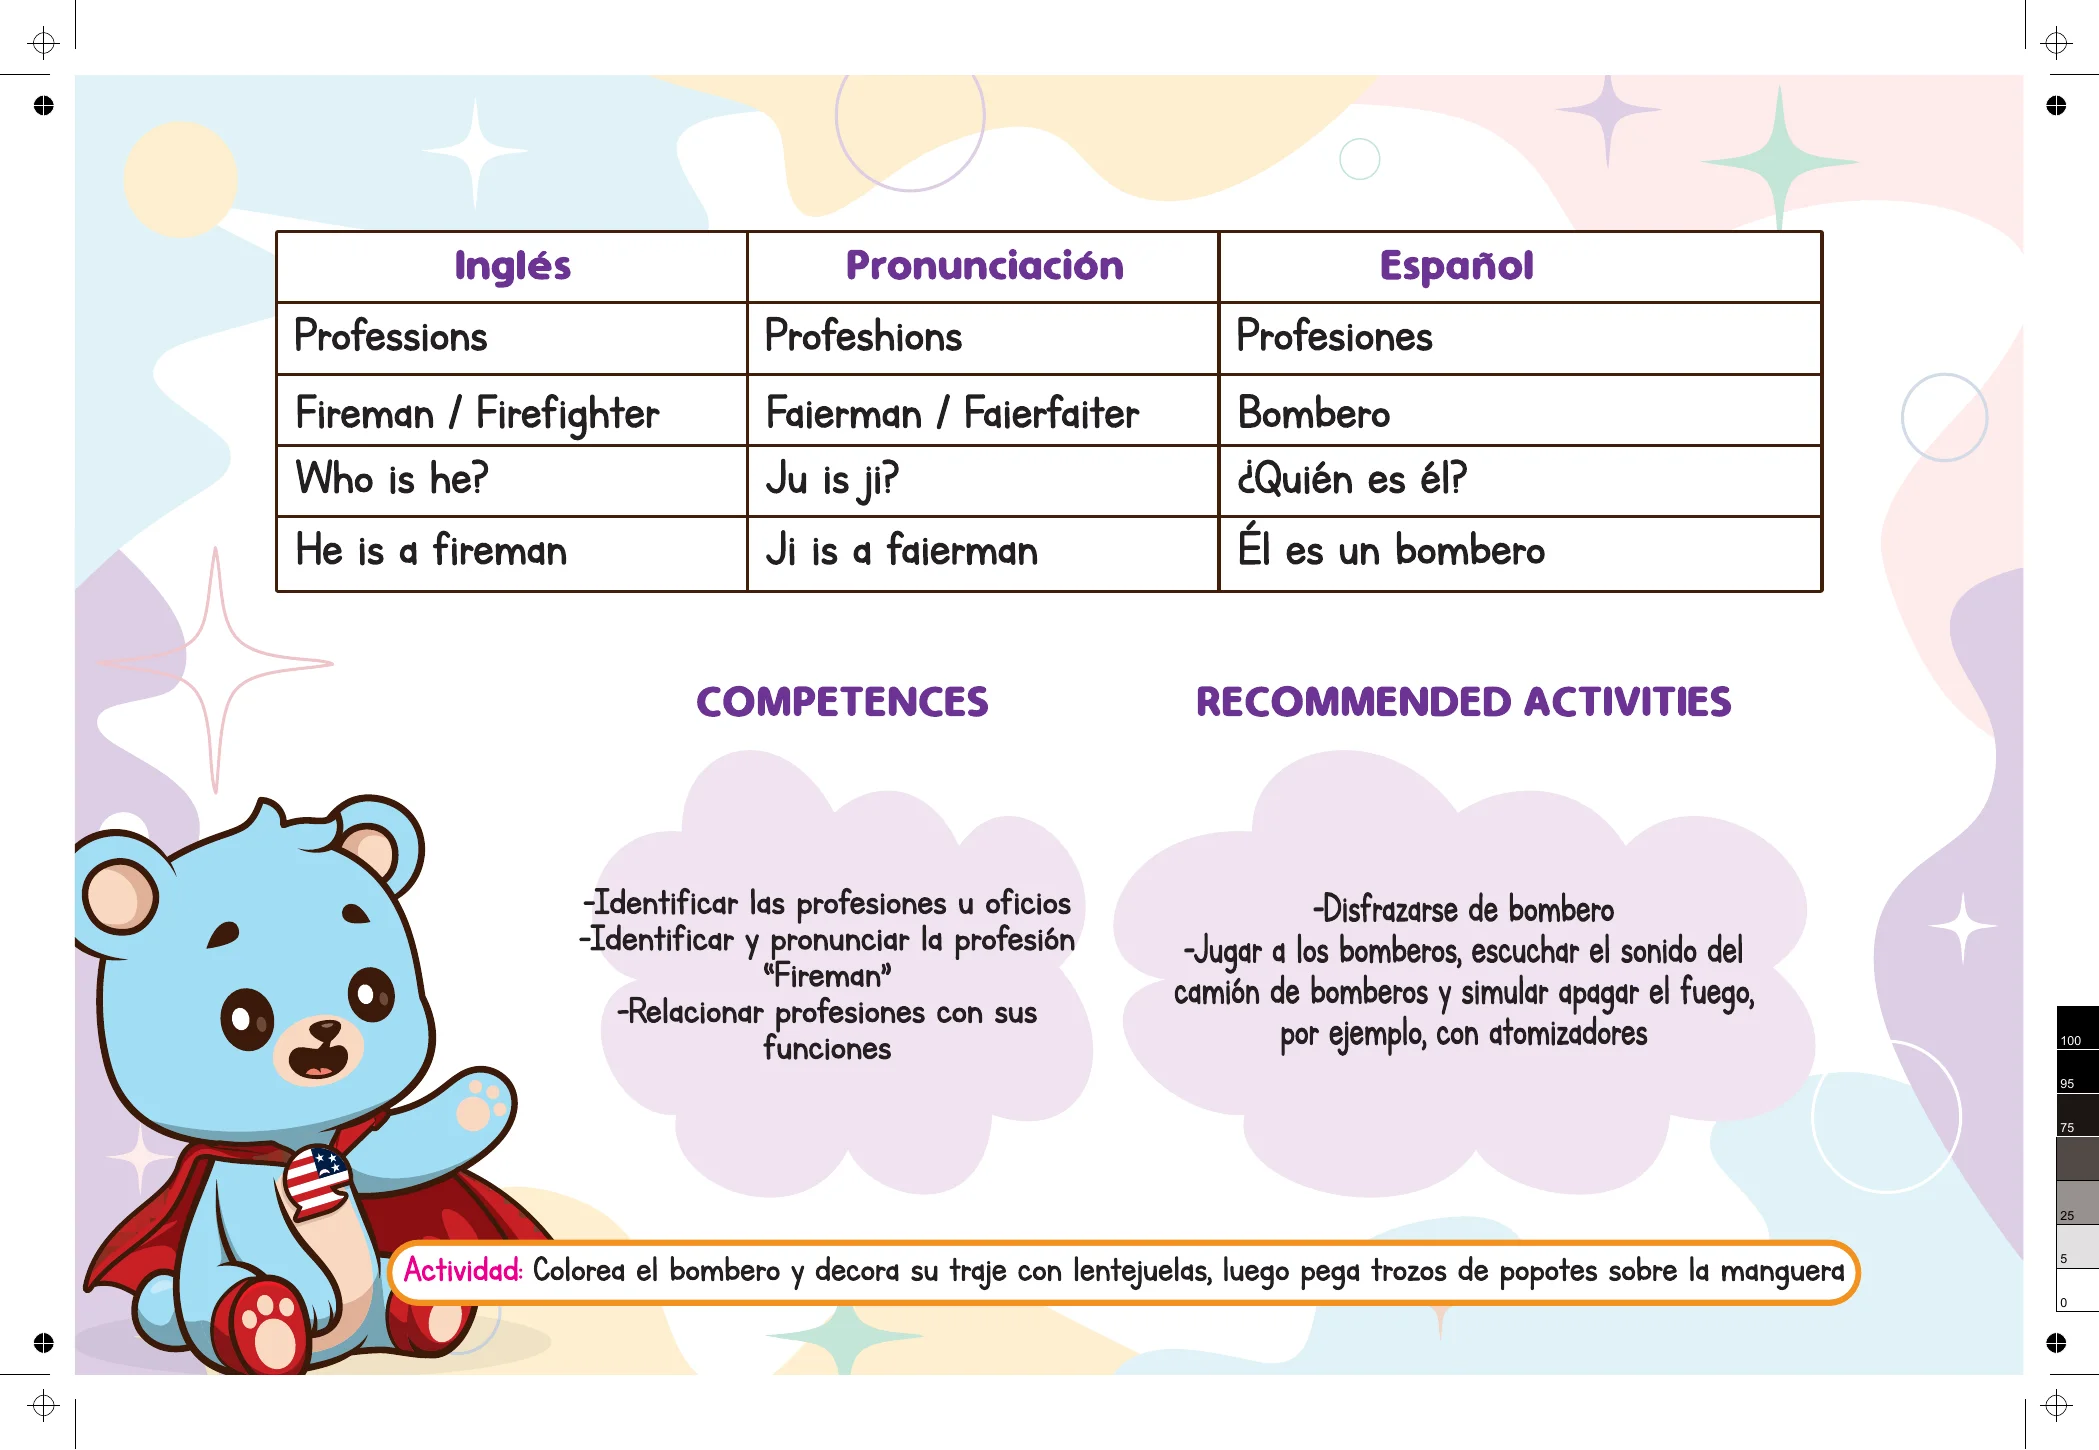 Inglés Pronunciación Español
Professions Profeshions Profesiones
Fireman / Firefighter Faierman / Faierfaiter Bombero
Who is he? Ju is ji? ¿Quién es él?
He is a fireman Ji is a faierman Él es un bombero
COMPETENCES
-Identificar las profesiones u oficios
-Identificar y pronunciar la profesión
“Fireman”
-Relacionar profesiones con sus
funciones
RECOMMENDED ACTIVITIES
-Disfrazarse de bombero
-Jugar a los bomberos, escuchar el sonido del
camión de bomberos y simular apagar el fuego,
por ejemplo, con atomizadores
Actividad: Colorea el bombero y decora su traje con lentejuelas, luego pega trozos de popotes sobre la manguera
100
95
75
25
5
0